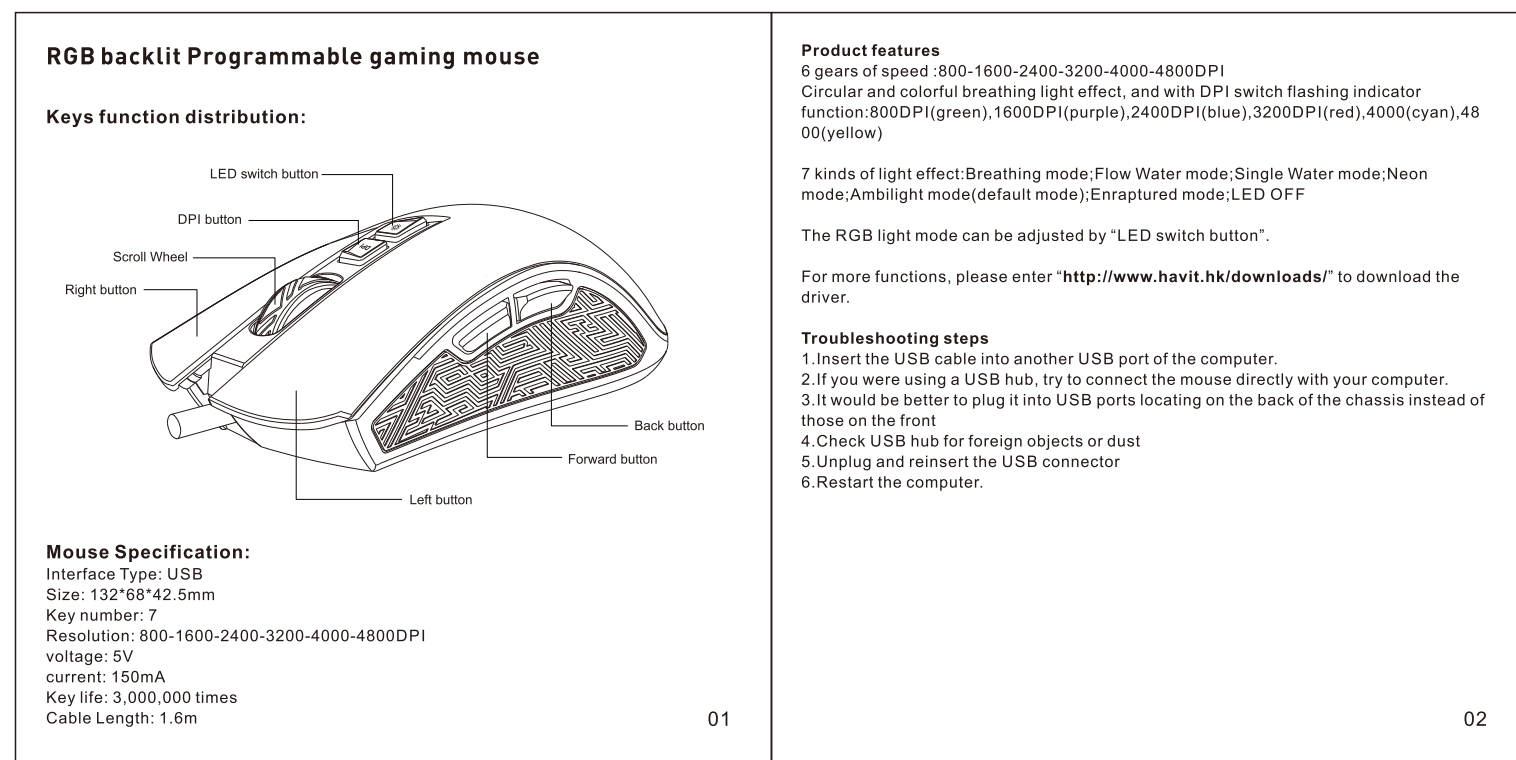 RGB backlit Programmable gaming mouse
Keys function distribution:
LED switch button
DPI button
Scroll Wheel
Right button
Back button
Forward button
Left button
Mouse Specification:
Interface Type: USB
Size: 132*68*42.5mm
Key number: 7
Resolution: 800-1600-2400-3200-4000-4800DPI
voltage: 5V
current: 150mA
Key life: 3,000,000 times
Cable Length: 1.6m
01
Product features
6 gears of speed :800-1600-2400-3200-4000-4800DPI
Circular and colorful breathing light effect, and with DPI switch flashing indicator
function:800DPI(green),1600DPI(purple),2400DPI(blue),3200DPI(red),4000(cyan),48
00(yellow)
7 kinds of light effect:Breathing mode;Flow Water mode;Single Water mode;Neon
mode;Ambilight mode(default mode);Enraptured mode;LED OFF
The RGB light mode can be adjusted by “LED switch button”.
For more functions, please enter “http://www.havit.hk/downloads/” to download the
driver.
Troubleshooting steps
1.Insert the USB cable into another USB port of the computer.
2.If you were using a USB hub, try to connect the mouse directly with your computer.
3.It would be better to plug it into USB ports locating on the back of the chassis instead of
those on the front
4.Check USB hub for foreign objects or dust
5.Unplug and reinsert the USB connector
6.Restart the computer.
02